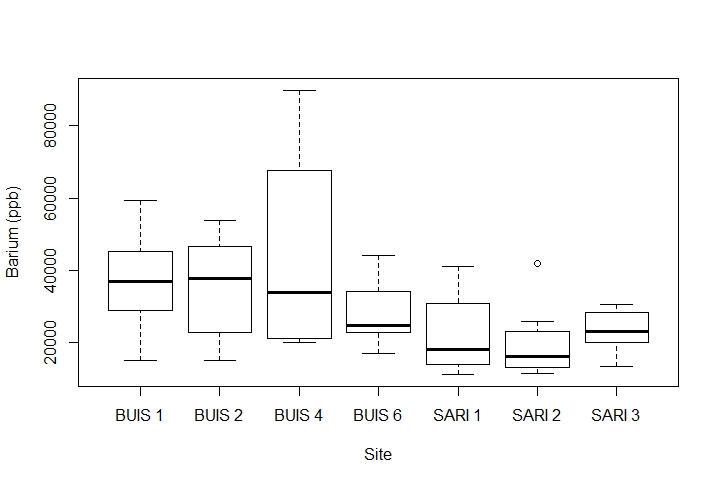 Barium (ppb)
80000
60000
40000
20000
BUIS 1 BUIS 2 BUIS 4 BUIS 6 SARI 1 SARI 2 SARI 3
Site